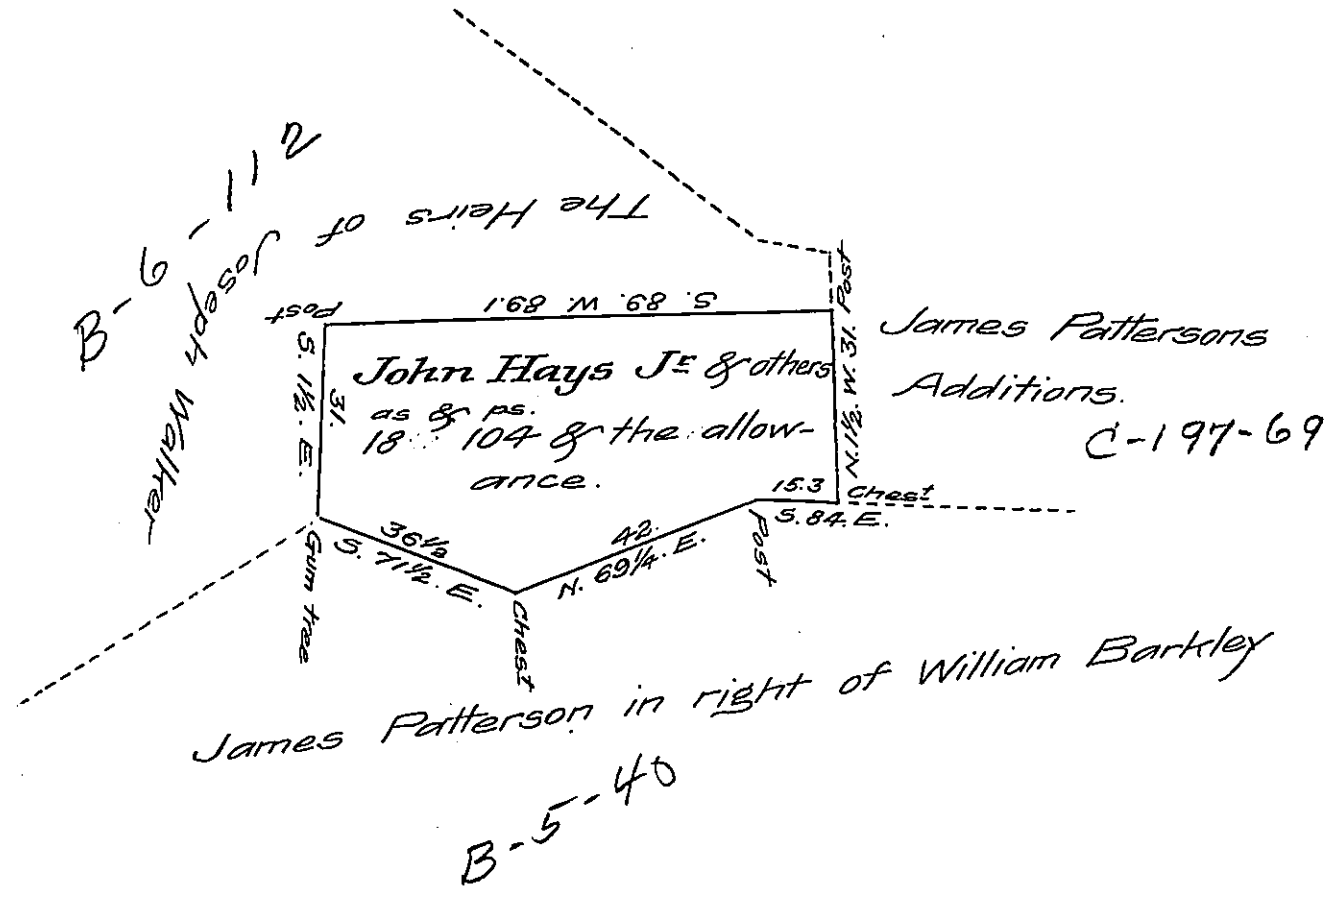 B-6-112
The Heirs of Joseph Walker
Post
S. 89. W. 89.1
Post
N. 1½. W. 31.
James Pattersons
Additions.
C-197-69
S. 1½. E.
31.
John Hays Jr. & others
as & ps.
18 : 104 & the allow-
ance.
15.3
Chest
S. 84. E.
Post
42.
N. 69¼. E.
36½
S. 71½. E.
Gum tree
Chest
James Patterson in right of William Barkley
B-5-40